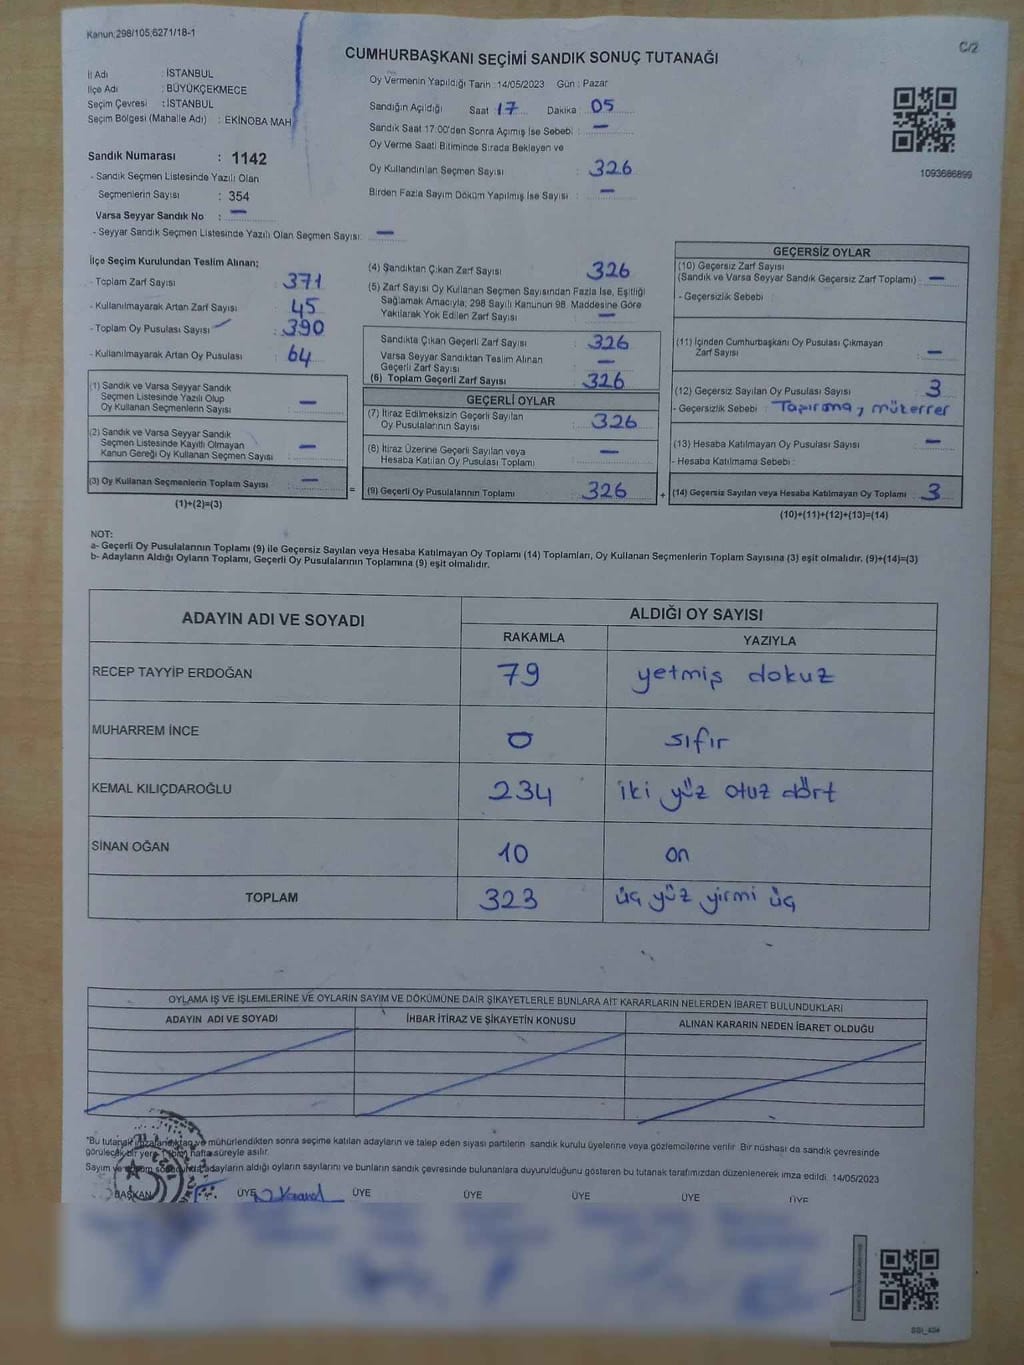 Kanun:298/105,6271/18-1
C/2
CUMHURBAŞKANI SEÇİMİ SANDIK SONUÇ TUTANAĞI
İl Adı : İSTANBUL
İlçe Adı : BÜYÜKÇEKMECE
Seçim Çevresi : İSTANBUL
Seçim Bölgesi (Mahalle Adı) : EKİNOBA MAH
Sandık Numarası : 1142
- Sandık Seçmen Listesinde Yazılı Olan
Seçmenlerin Sayısı : 354
Varsa Seyyar Sandık No : —
- Seyyar Sandık Seçmen Listesinde Yazılı Olan Seçmen Sayısı: —
Oy Vermenin Yapıldığı Tarih :14/05/2023 Gün : Pazar
Sandığın Açıldığı Saat 17 Dakika : 05
Sandık Saat 17:00'den Sonra Açımış İse Sebebi : —
Oy Verme Saati Bitiminde Sırada Bekleyen ve
Oy Kullandırılan Seçmen Sayısı : 326
Birden Fazla Sayım Döküm Yapılmış İse Sayısı : —
1093686899
İlçe Seçim Kurulundan Teslim Alınan;
- Toplam Zarf Sayısı : 371
- Kullanılmayarak Artan Zarf Sayısı : 45
- Toplam Oy Pusulası Sayısı : 390
- Kullanılmayarak Artan Oy Pusulası : 64
(1) Sandık ve Varsa Seyyar Sandık
Seçmen Listesinde Yazılı Olup
Oy Kullanan Seçmenlerin Sayısı : —
(2) Sandık ve Varsa Seyyar Sandık
Seçmen Listesinde Kayıtlı Olmayan
Kanun Gereği Oy Kullanan Seçmen Sayısı : —
(3) Oy Kullanan Seçmenlerin Toplam Sayısı : —
(1)+(2)=(3)
(4) Sandıktan Çıkan Zarf Sayısı : 326
(5) Zarf Sayısı Oy Kullanan Seçmen Sayısından Fazla İse, Eşitliği
Sağlamak Amacıyla; 298 Sayılı Kanunun 98. Maddesine Göre
Yakılarak Yok Edilen Zarf Sayısı : —
Sandıkta Çıkan Geçerli Zarf Sayısı : 326
Varsa Seyyar Sandıktan Teslim Alınan
Geçerli Zarf Sayısı : —
(6) Toplam Geçerli Zarf Sayısı : 326
GEÇERLİ OYLAR
(7) İtiraz Edilmeksizin Geçerli Sayılan
Oy Pusulalarının Sayısı : 326
(8) İtiraz Üzerine Geçerli Sayılan veya
Hesaba Katılan Oy Pusulası Toplamı : —
= (9) Geçerli Oy Pusulalarının Toplamı : 326
GEÇERSİZ OYLAR
(10) Geçersiz Zarf Sayısı
(Sandık ve Varsa Seyyar Sandık Geçersiz Zarf Toplamı) : —
- Geçersizlik Sebebi :
(11) İçinden Cumhurbaşkanı Oy Pusulası Çıkmayan
Zarf Sayısı : —
(12) Geçersiz Sayılan Oy Pusulası Sayısı : 3
- Geçersizlik Sebebi : Taşırma, mükerrer
(13) Hesaba Katılmayan Oy Pusulası Sayısı : —
- Hesaba Katılmama Sebebi :
+ (14) Geçersiz Sayılan veya Hesaba Katılmayan Oy Toplamı : 3
(10)+(11)+(12)+(13)=(14)
NOT:
a- Geçerli Oy Pusulalarının Toplamı (9) ile Geçersiz Sayılan veya Hesaba Katılmayan Oy Toplamı (14) Toplamları, Oy Kullanan Seçmenlerin Toplam Sayısına (3) eşit olmalıdır. (9)+(14)=(3)
b- Adayların Aldığı Oyların Toplamı, Geçerli Oy Pusulalarının Toplamına (9) eşit olmalıdır.
ADAYIN ADI VE SOYADI ALDIĞI OY SAYISI
RAKAMLA YAZIYLA
RECEP TAYYİP ERDOĞAN 79 yetmiş dokuz
MUHARREM İNCE 0 sıfır
KEMAL KILIÇDAROĞLU 234 iki yüz otuz dört
SİNAN OĞAN 10 on
TOPLAM 323 üç yüz yirmi üç
OYLAMA İŞ VE İŞLEMLERİNE VE OYLARIN SAYIM VE DÖKÜMÜNE DAİR ŞİKAYETLERLE BUNLARA AİT KARARLARIN NELERDEN İBARET BULUNDUKLARI
ADAYIN ADI VE SOYADI İHBAR İTİRAZ VE ŞİKAYETİN KONUSU ALINAN KARARIN NEDEN İBARET OLDUĞU
*Bu tutanak ve mühürlendikten sonra seçime katılan adayların ve talep eden siyasi partilerin sandık kurulu üyelerine veya gözlemcilerine verilir. Bir nüshası da sandık çevresinde
görülecek bir yere hafta süreyle asılır.
Sayım ve adayların aldığı oyların sayılarını ve bunların sandık çevresinde bulunanlara duyurulduğunu gösteren bu tutanak tarafımızdan düzenlenerek imza edildi. 14/05/2023
BAŞKAN ÜYE ÜYE ÜYE ÜYE ÜYE ÜYE